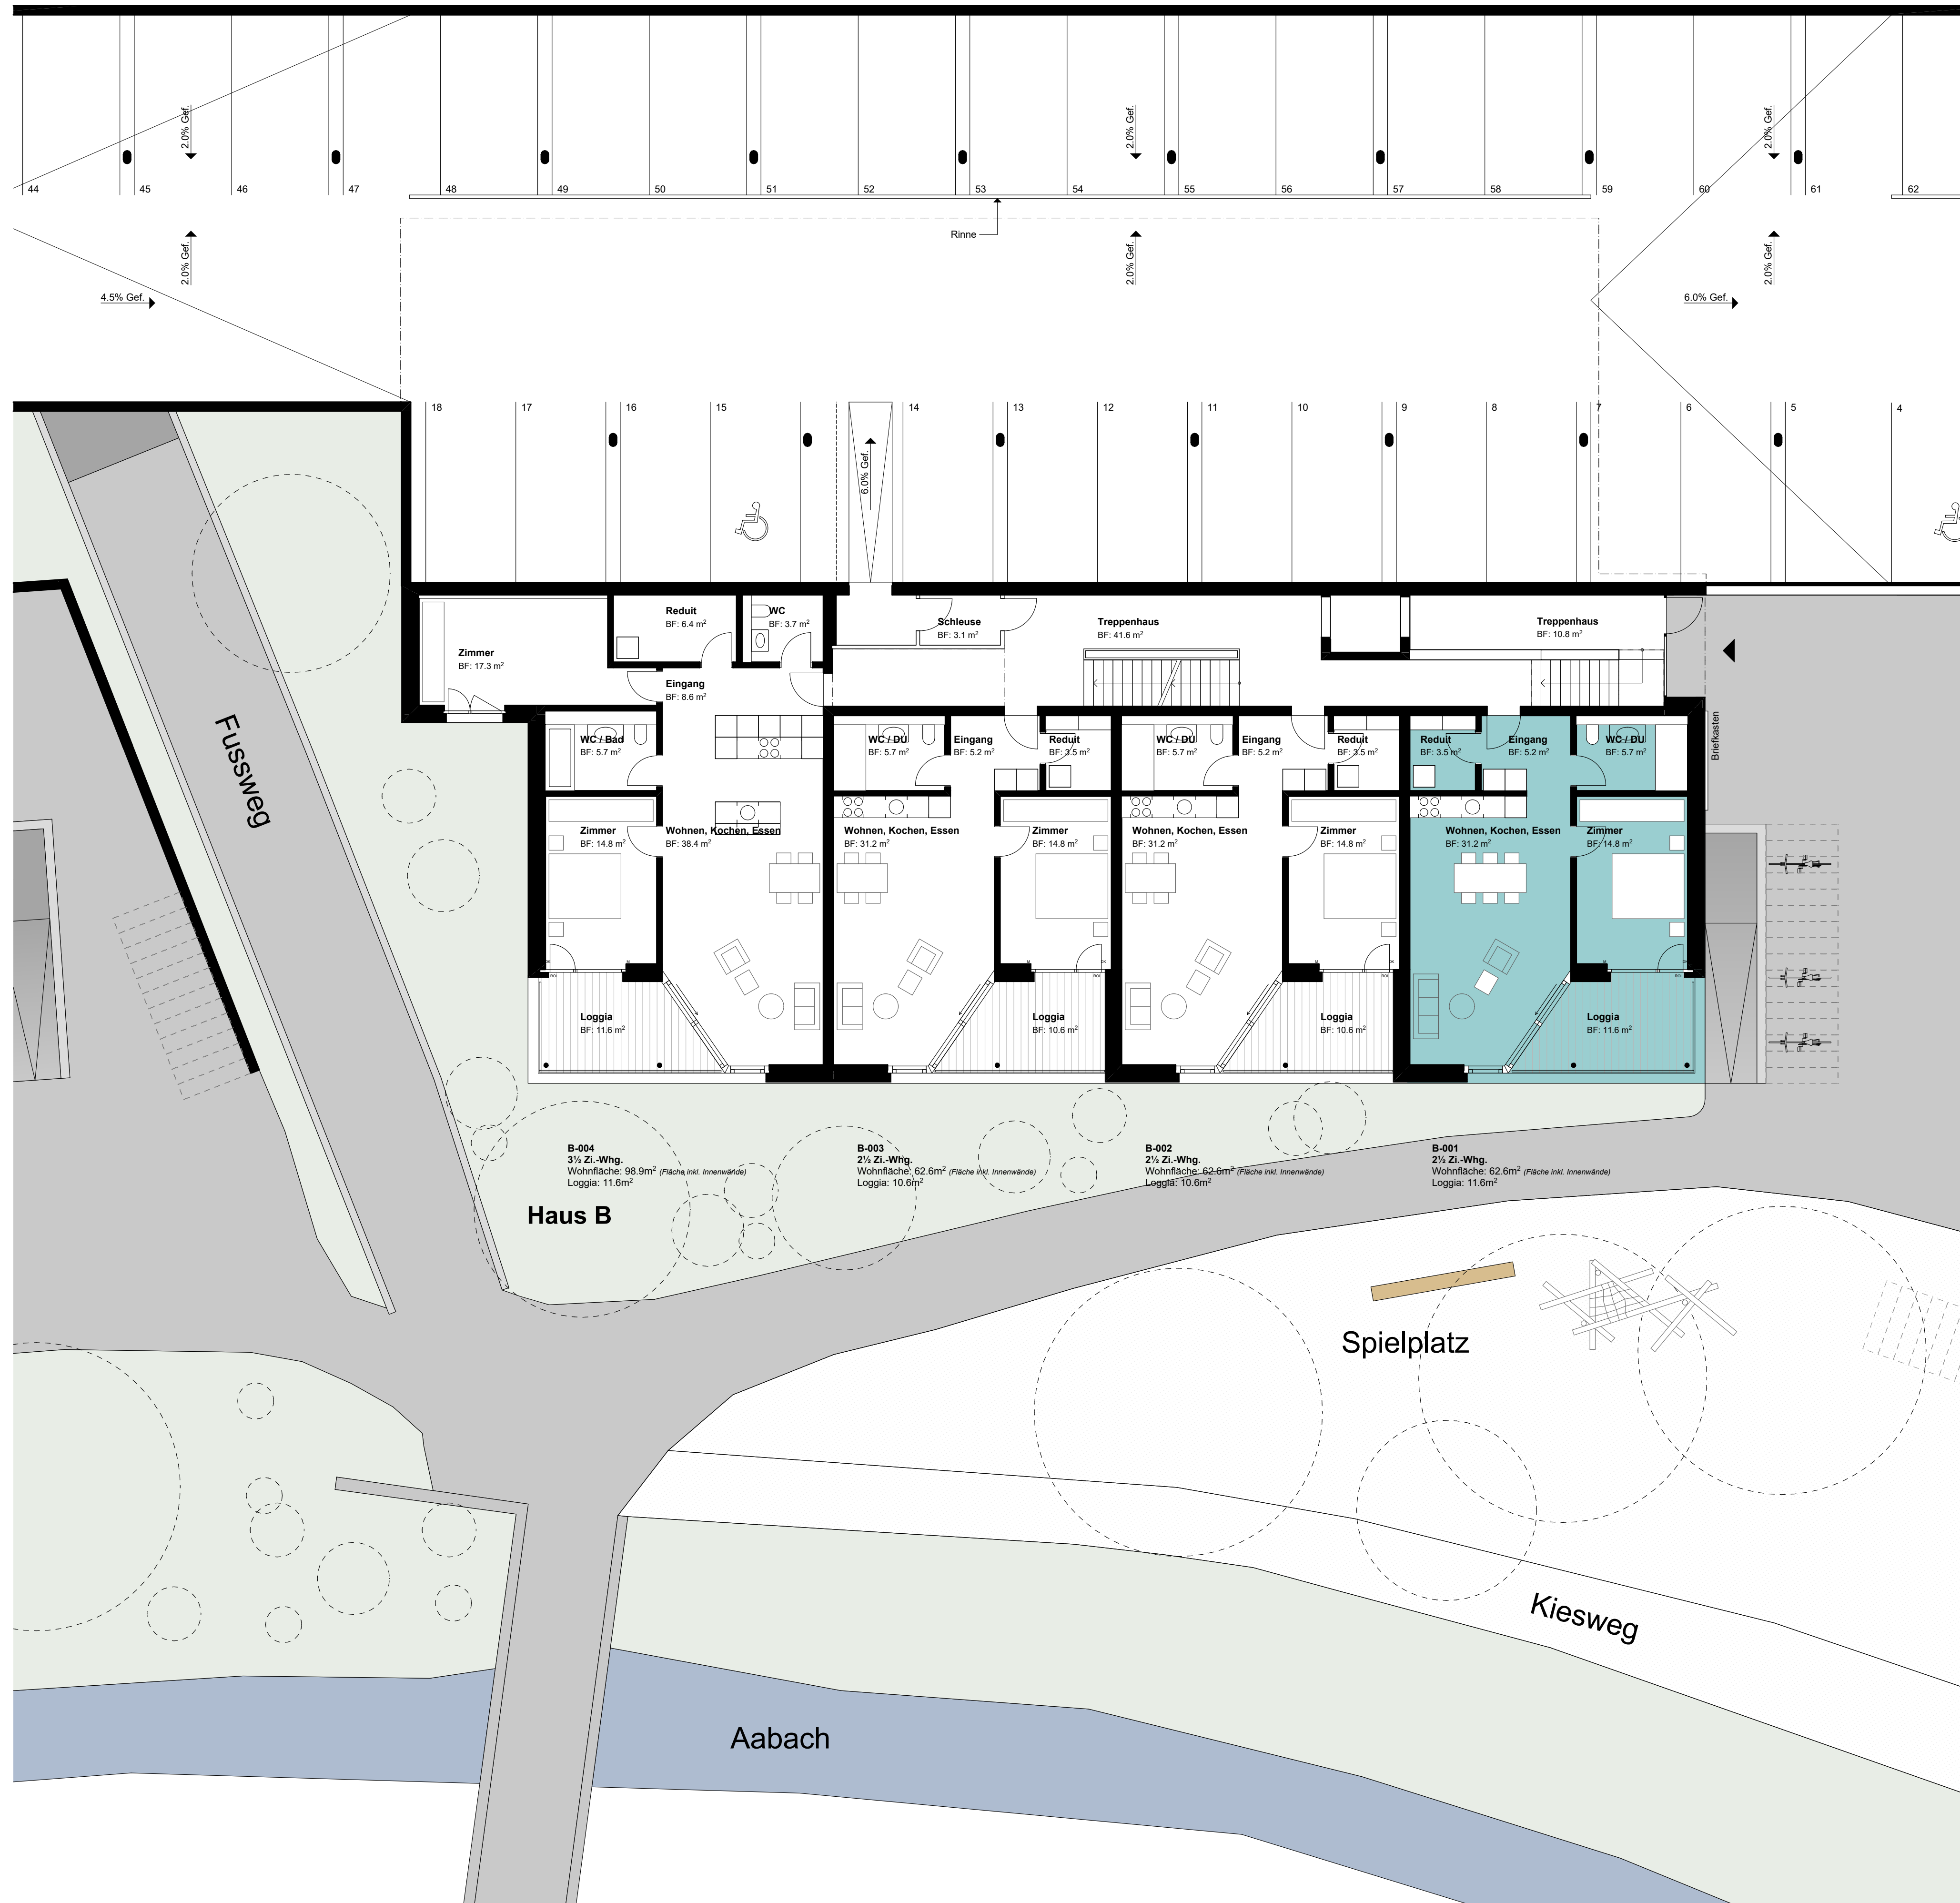 2.0% Gef.
2.0% Gef.
2.0% Gef.
44
45
46
47
48
49
50
51
52
53
54
55
56
57
58
59
60
61
62
Rinne
2.0% Gef.
2.0% Gef.
2.0% Gef.
4.5% Gef.
6.0% Gef.
18
17
16
15
14
13
12
11
10
9
8
7
6
5
4
6.0% Gef.
Zimmer
BF: 17.3 m²
Reduit
BF: 6.4 m²
WC
BF: 3.7 m²
Schleuse
BF: 3.1 m²
Treppenhaus
BF: 41.6 m²
Treppenhaus
BF: 10.8 m²
Eingang
BF: 8.6 m²
Fussweg
Briefkasten
WC / Bad
BF: 5.7 m²
WC / DU
BF: 5.7 m²
Eingang
BF: 5.2 m²
Reduit
BF: 3.5 m²
WC / DU
BF: 5.7 m²
Eingang
BF: 5.2 m²
Reduit
BF: 3.5 m²
Reduit
BF: 3.5 m²
Eingang
BF: 5.2 m²
WC / DU
BF: 5.7 m²
Zimmer
BF: 14.8 m²
Wohnen, Kochen, Essen
BF: 38.4 m²
Wohnen, Kochen, Essen
BF: 31.2 m²
Zimmer
BF: 14.8 m²
Wohnen, Kochen, Essen
BF: 31.2 m²
Zimmer
BF: 14.8 m²
Wohnen, Kochen, Essen
BF: 31.2 m²
Zimmer
BF: 14.8 m²
Loggia
BF: 11.6 m²
Loggia
BF: 10.6 m²
Loggia
BF: 10.6 m²
Loggia
BF: 11.6 m²
B-004
3½ Zi.-Whg.
Wohnfläche: 98.9m² (Fläche inkl. Innenwände)
Loggia: 11.6m²
B-003
2½ Zi.-Whg.
Wohnfläche: 62.6m² (Fläche inkl. Innenwände)
Loggia: 10.6m²
B-002
2½ Zi.-Whg.
Wohnfläche: 62.6m² (Fläche inkl. Innenwände)
Loggia: 10.6m²
B-001
2½ Zi.-Whg.
Wohnfläche: 62.6m² (Fläche inkl. Innenwände)
Loggia: 11.6m²
Haus B
Spielplatz
Kiesweg
Aabach